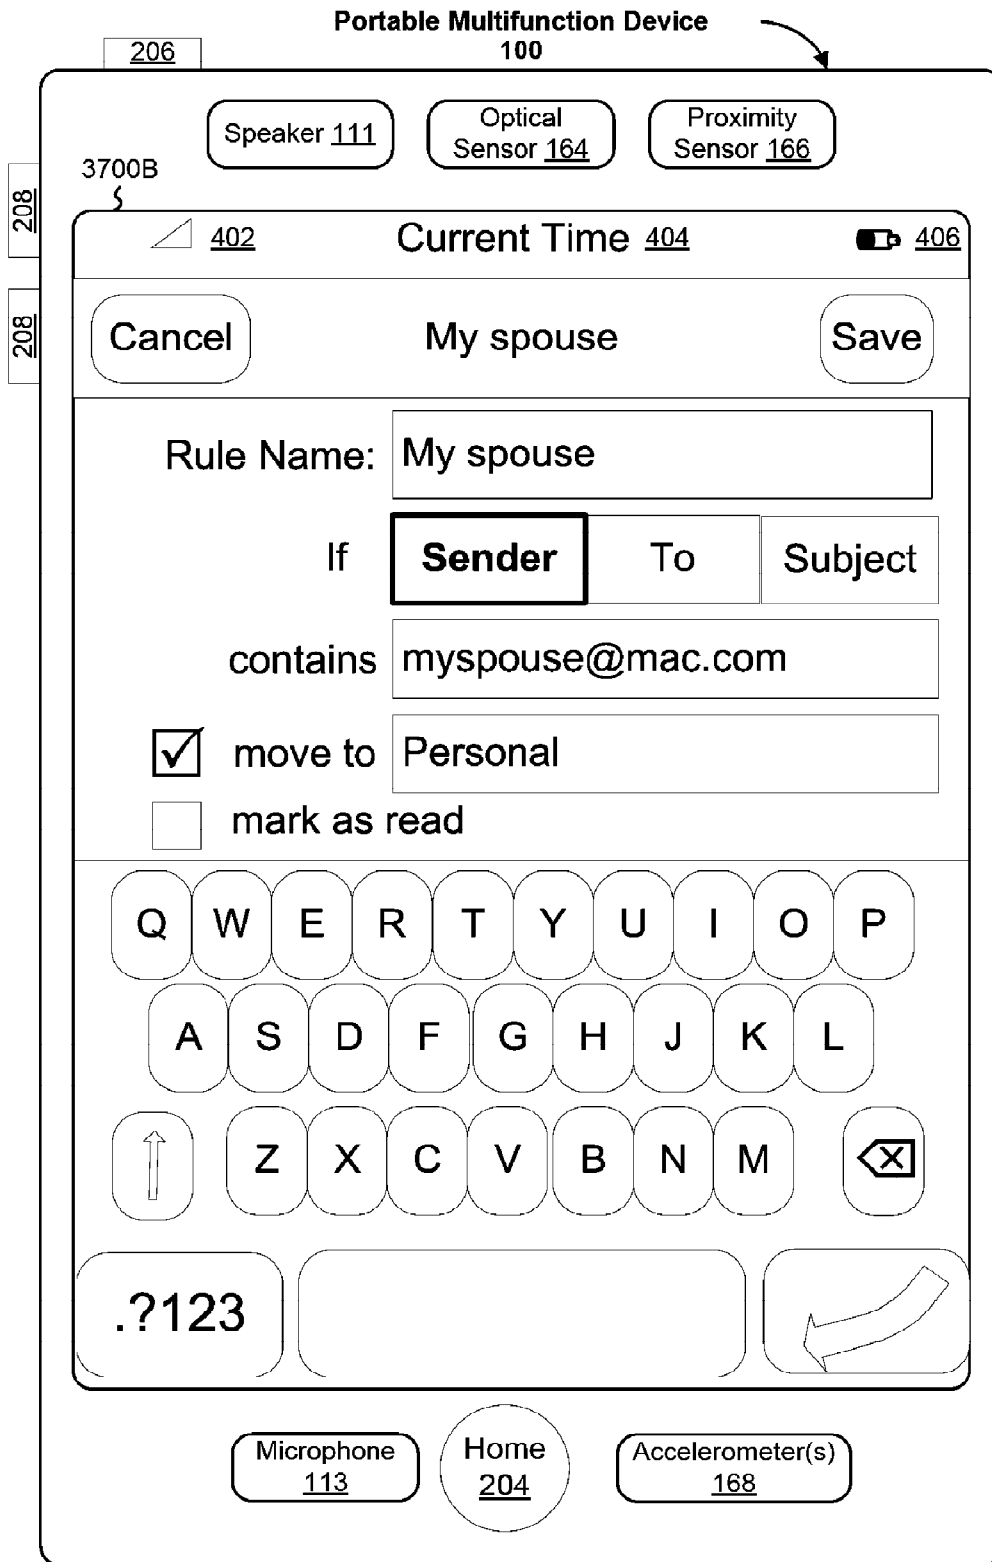 Portable Multifunction Device
100
206
Speaker 111
Optical
Sensor 164
Proximity
Sensor 166
3700B
208
208
402
Current Time 404
406
Cancel
My spouse
Save
Rule Name: My spouse
If Sender To Subject
contains myspouse@mac.com
move to Personal
mark as read
Q W E R T Y U I O P
A S D F G H J K L
Z X C V B N M
.?123
Microphone
113
Home
204
Accelerometer(s)
168